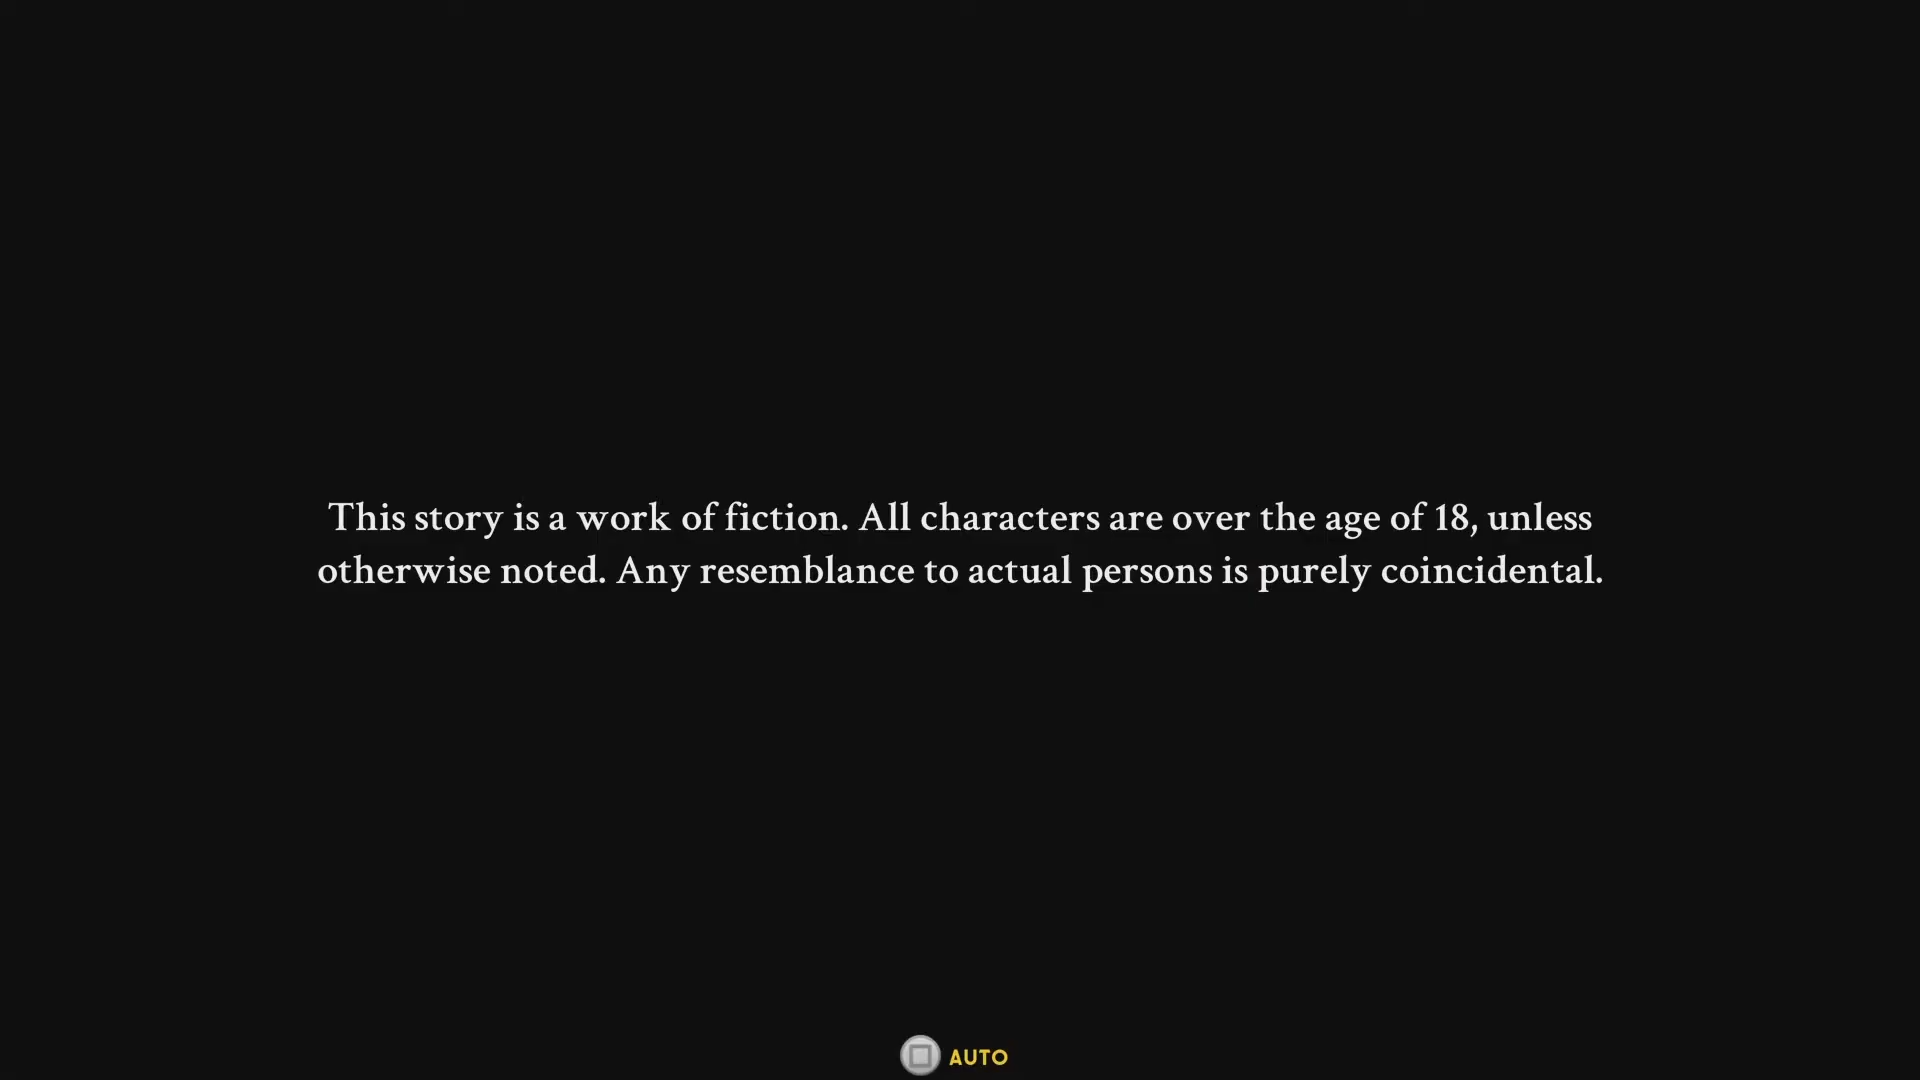 This story is a work of fiction. All characters are over the age of 18, unless
otherwise noted. Any resemblance to actual persons is purely coincidental.
AUTO